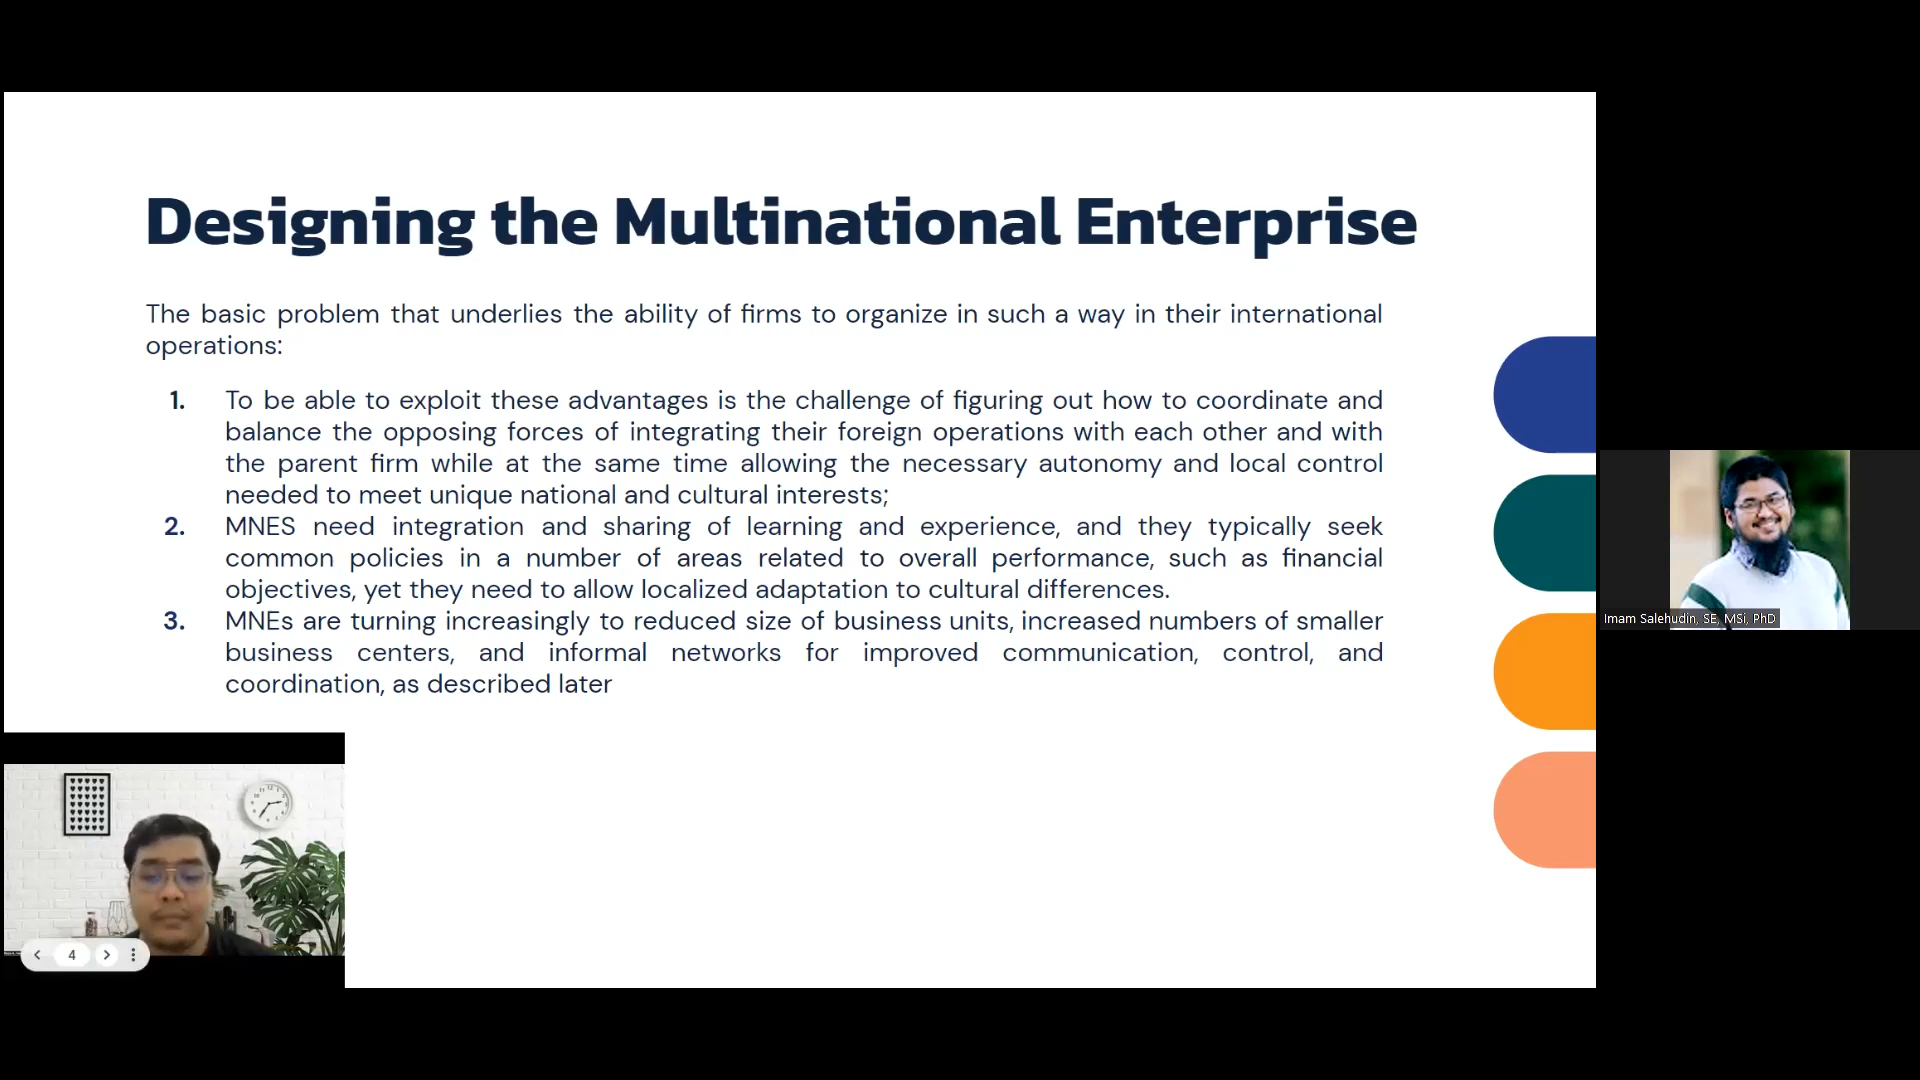 Designing the Multinational Enterprise
The basic problem that underlies the ability of firms to organize in such a way in their international
operations:
1. To be able to exploit these advantages is the challenge of figuring out how to coordinate and
balance the opposing forces of integrating their foreign operations with each other and with
the parent firm while at the same time allowing the necessary autonomy and local control
needed to meet unique national and cultural interests;
2. MNES need integration and sharing of learning and experience, and they typically seek
common policies in a number of areas related to overall performance, such as financial
objectives, yet they need to allow localized adaptation to cultural differences.
3. MNEs are turning increasingly to reduced size of business units, increased numbers of smaller
business centers, and informal networks for improved communication, control, and
coordination, as described later
4
Imam Salehudin, SE, MSi, PhD